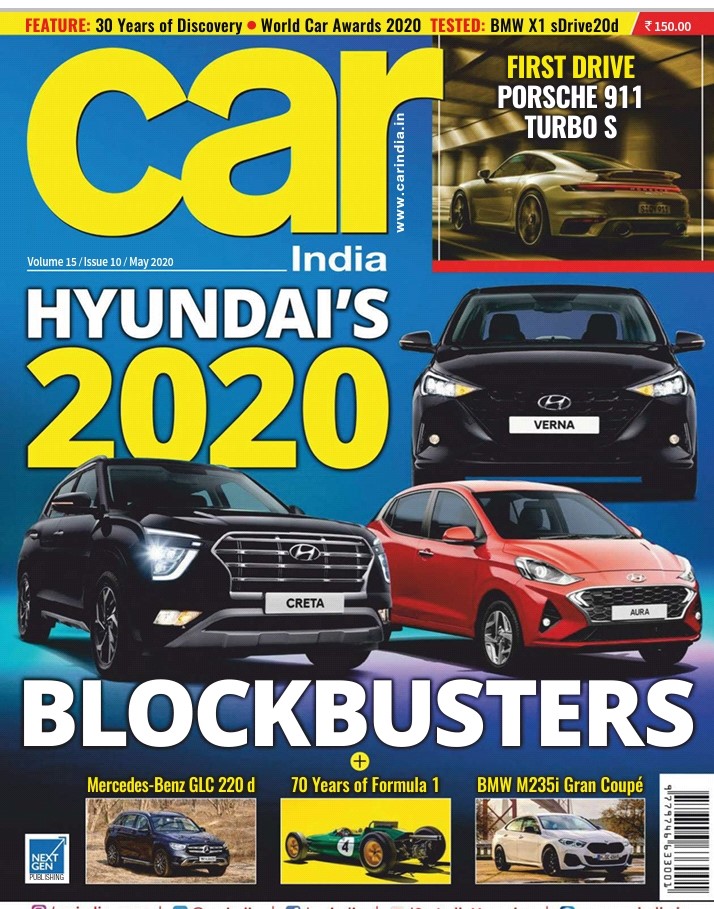 FEATURE: 30 Years of Discovery • World Car Awards 2020 TESTED: BMW X1 sDrive20d ₹ 150.00
car
India
www.carindia.in
FIRST DRIVE
PORSCHE 911
TURBO S
Volume 15 / Issue 10 / May 2020
HYUNDAI'S
2020
VERNA
CRETA
AURA
BLOCKBUSTERS
+
Mercedes-Benz GLC 220 d
70 Years of Formula 1
BMW M235i Gran Coupé
4
NEXT
GEN
PUBLISHING